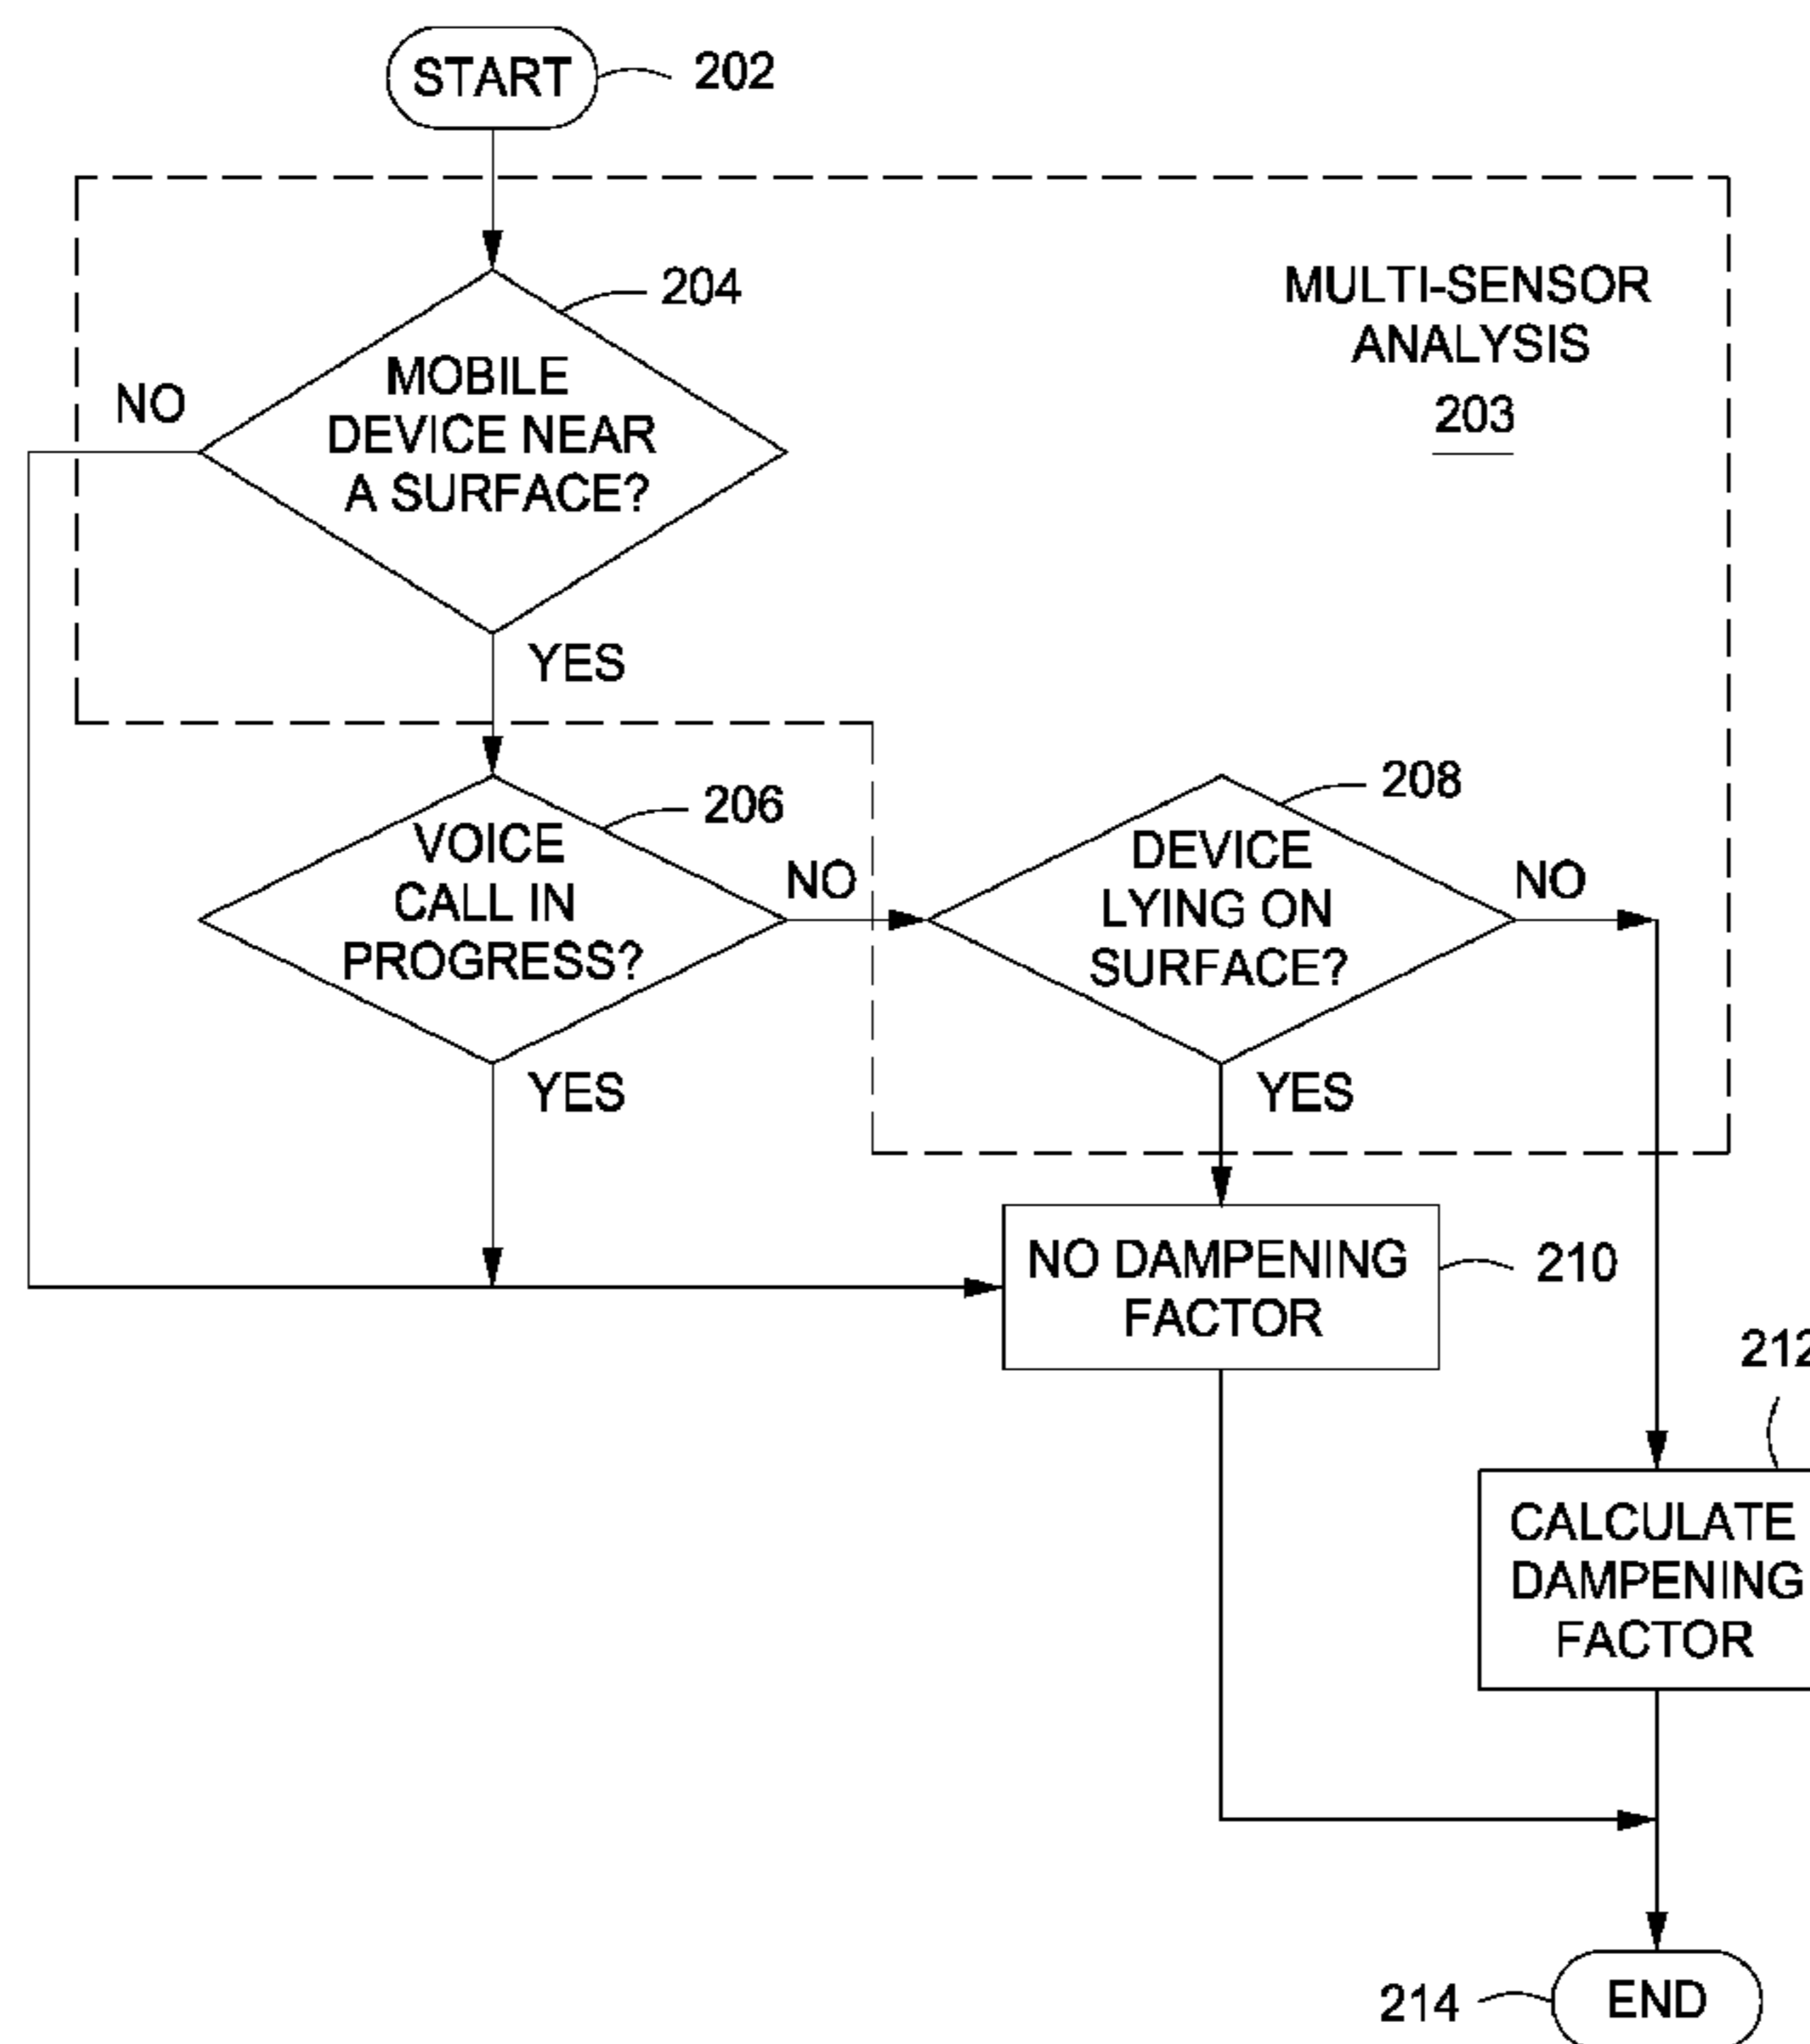 START
202
204
MOBILE
DEVICE NEAR
A SURFACE?
NO
YES
MULTI-SENSOR
ANALYSIS
203
206
VOICE
CALL IN
PROGRESS?
NO
YES
208
DEVICE
LYING ON
SURFACE?
NO
YES
NO DAMPENING
FACTOR
210
212
CALCULATE
DAMPENING
FACTOR
214
END